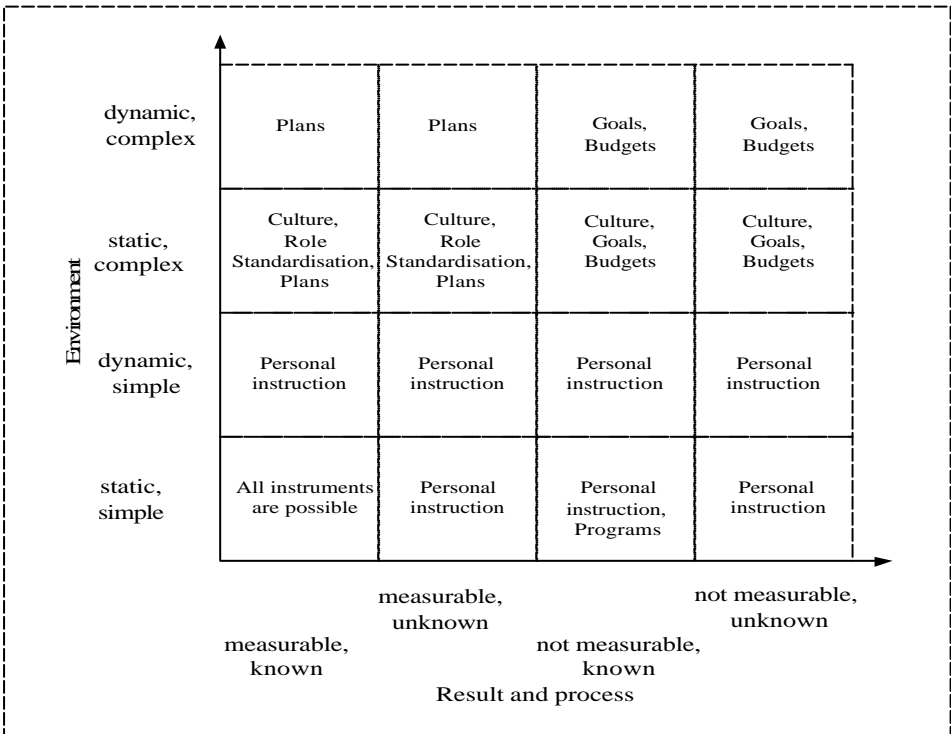 Environment
dynamic,
complex
Plans
Plans
Goals,
Budgets
Goals,
Budgets
static,
complex
Culture,
Role
Standardisation,
Plans
Culture,
Role
Standardisation,
Plans
Culture,
Goals,
Budgets
Culture,
Goals,
Budgets
dynamic,
simple
Personal
instruction
Personal
instruction
Personal
instruction
Personal
instruction
static,
simple
All instruments
are possible
Personal
instruction
Personal
instruction,
Programs
Personal
instruction
measurable,
known
measurable,
unknown
not measurable,
known
not measurable,
unknown
Result and process